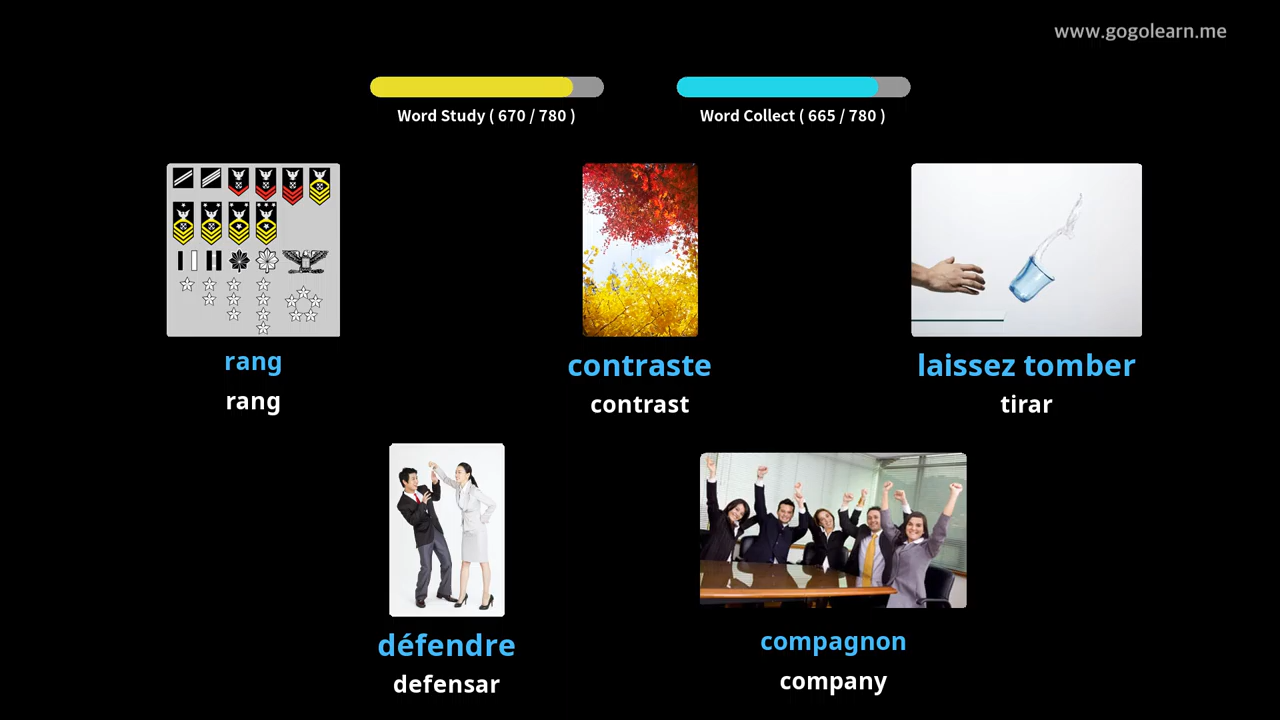 www.gogolearn.me
Word Study ( 670 / 780 )
Word Collect ( 665 / 780 )
rang
rang
contraste
contrast
laissez tomber
tirar
défendre
defensar
compagnon
company